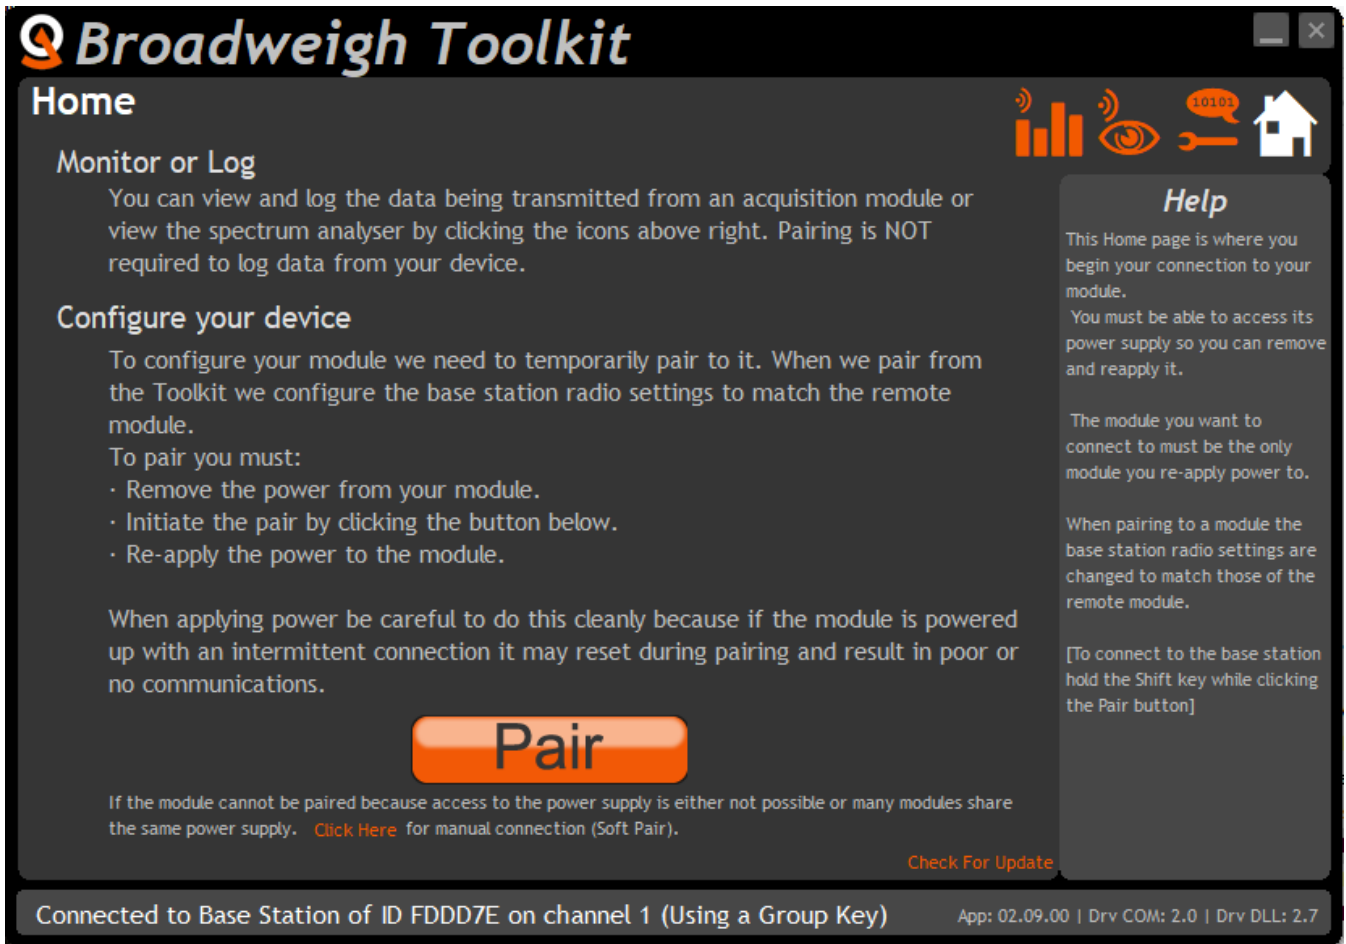 Broadweigh Toolkit
Home
10101
Monitor or Log
You can view and log the data being transmitted from an acquisition module or
view the spectrum analyser by clicking the icons above right. Pairing is NOT
required to log data from your device.
Configure your device
To configure your module we need to temporarily pair to it. When we pair from
the Toolkit we configure the base station radio settings to match the remote
module.
To pair you must:
· Remove the power from your module.
· Initiate the pair by clicking the button below.
· Re-apply the power to the module.
When applying power be careful to do this cleanly because if the module is powered
up with an intermittent connection it may reset during pairing and result in poor or
no communications.
Pair
If the module cannot be paired because access to the power supply is either not possible or many modules share
the same power supply. Click Here for manual connection (Soft Pair).
Check For Update
Help
This Home page is where you
begin your connection to your
module.
You must be able to access its
power supply so you can remove
and reapply it.
The module you want to
connect to must be the only
module you re-apply power to.
When pairing to a module the
base station radio settings are
changed to match those of the
remote module.
[To connect to the base station
hold the Shift key while clicking
the Pair button]
Connected to Base Station of ID FDDD7E on channel 1 (Using a Group Key)
App: 02.09.00 | Drv COM: 2.0 | Drv DLL: 2.7